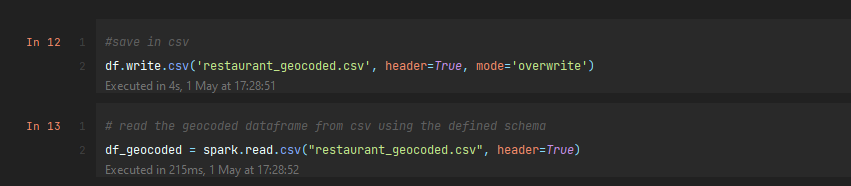 In 12
1 #save in csv
2 df.write.csv('restaurant_geocoded.csv', header=True, mode='overwrite')
Executed in 4s, 1 May at 17:28:51
In 13
1 # read the geocoded dataframe from csv using the defined schema
2 df_geocoded = spark.read.csv("restaurant_geocoded.csv", header=True)
Executed in 215ms, 1 May at 17:28:52